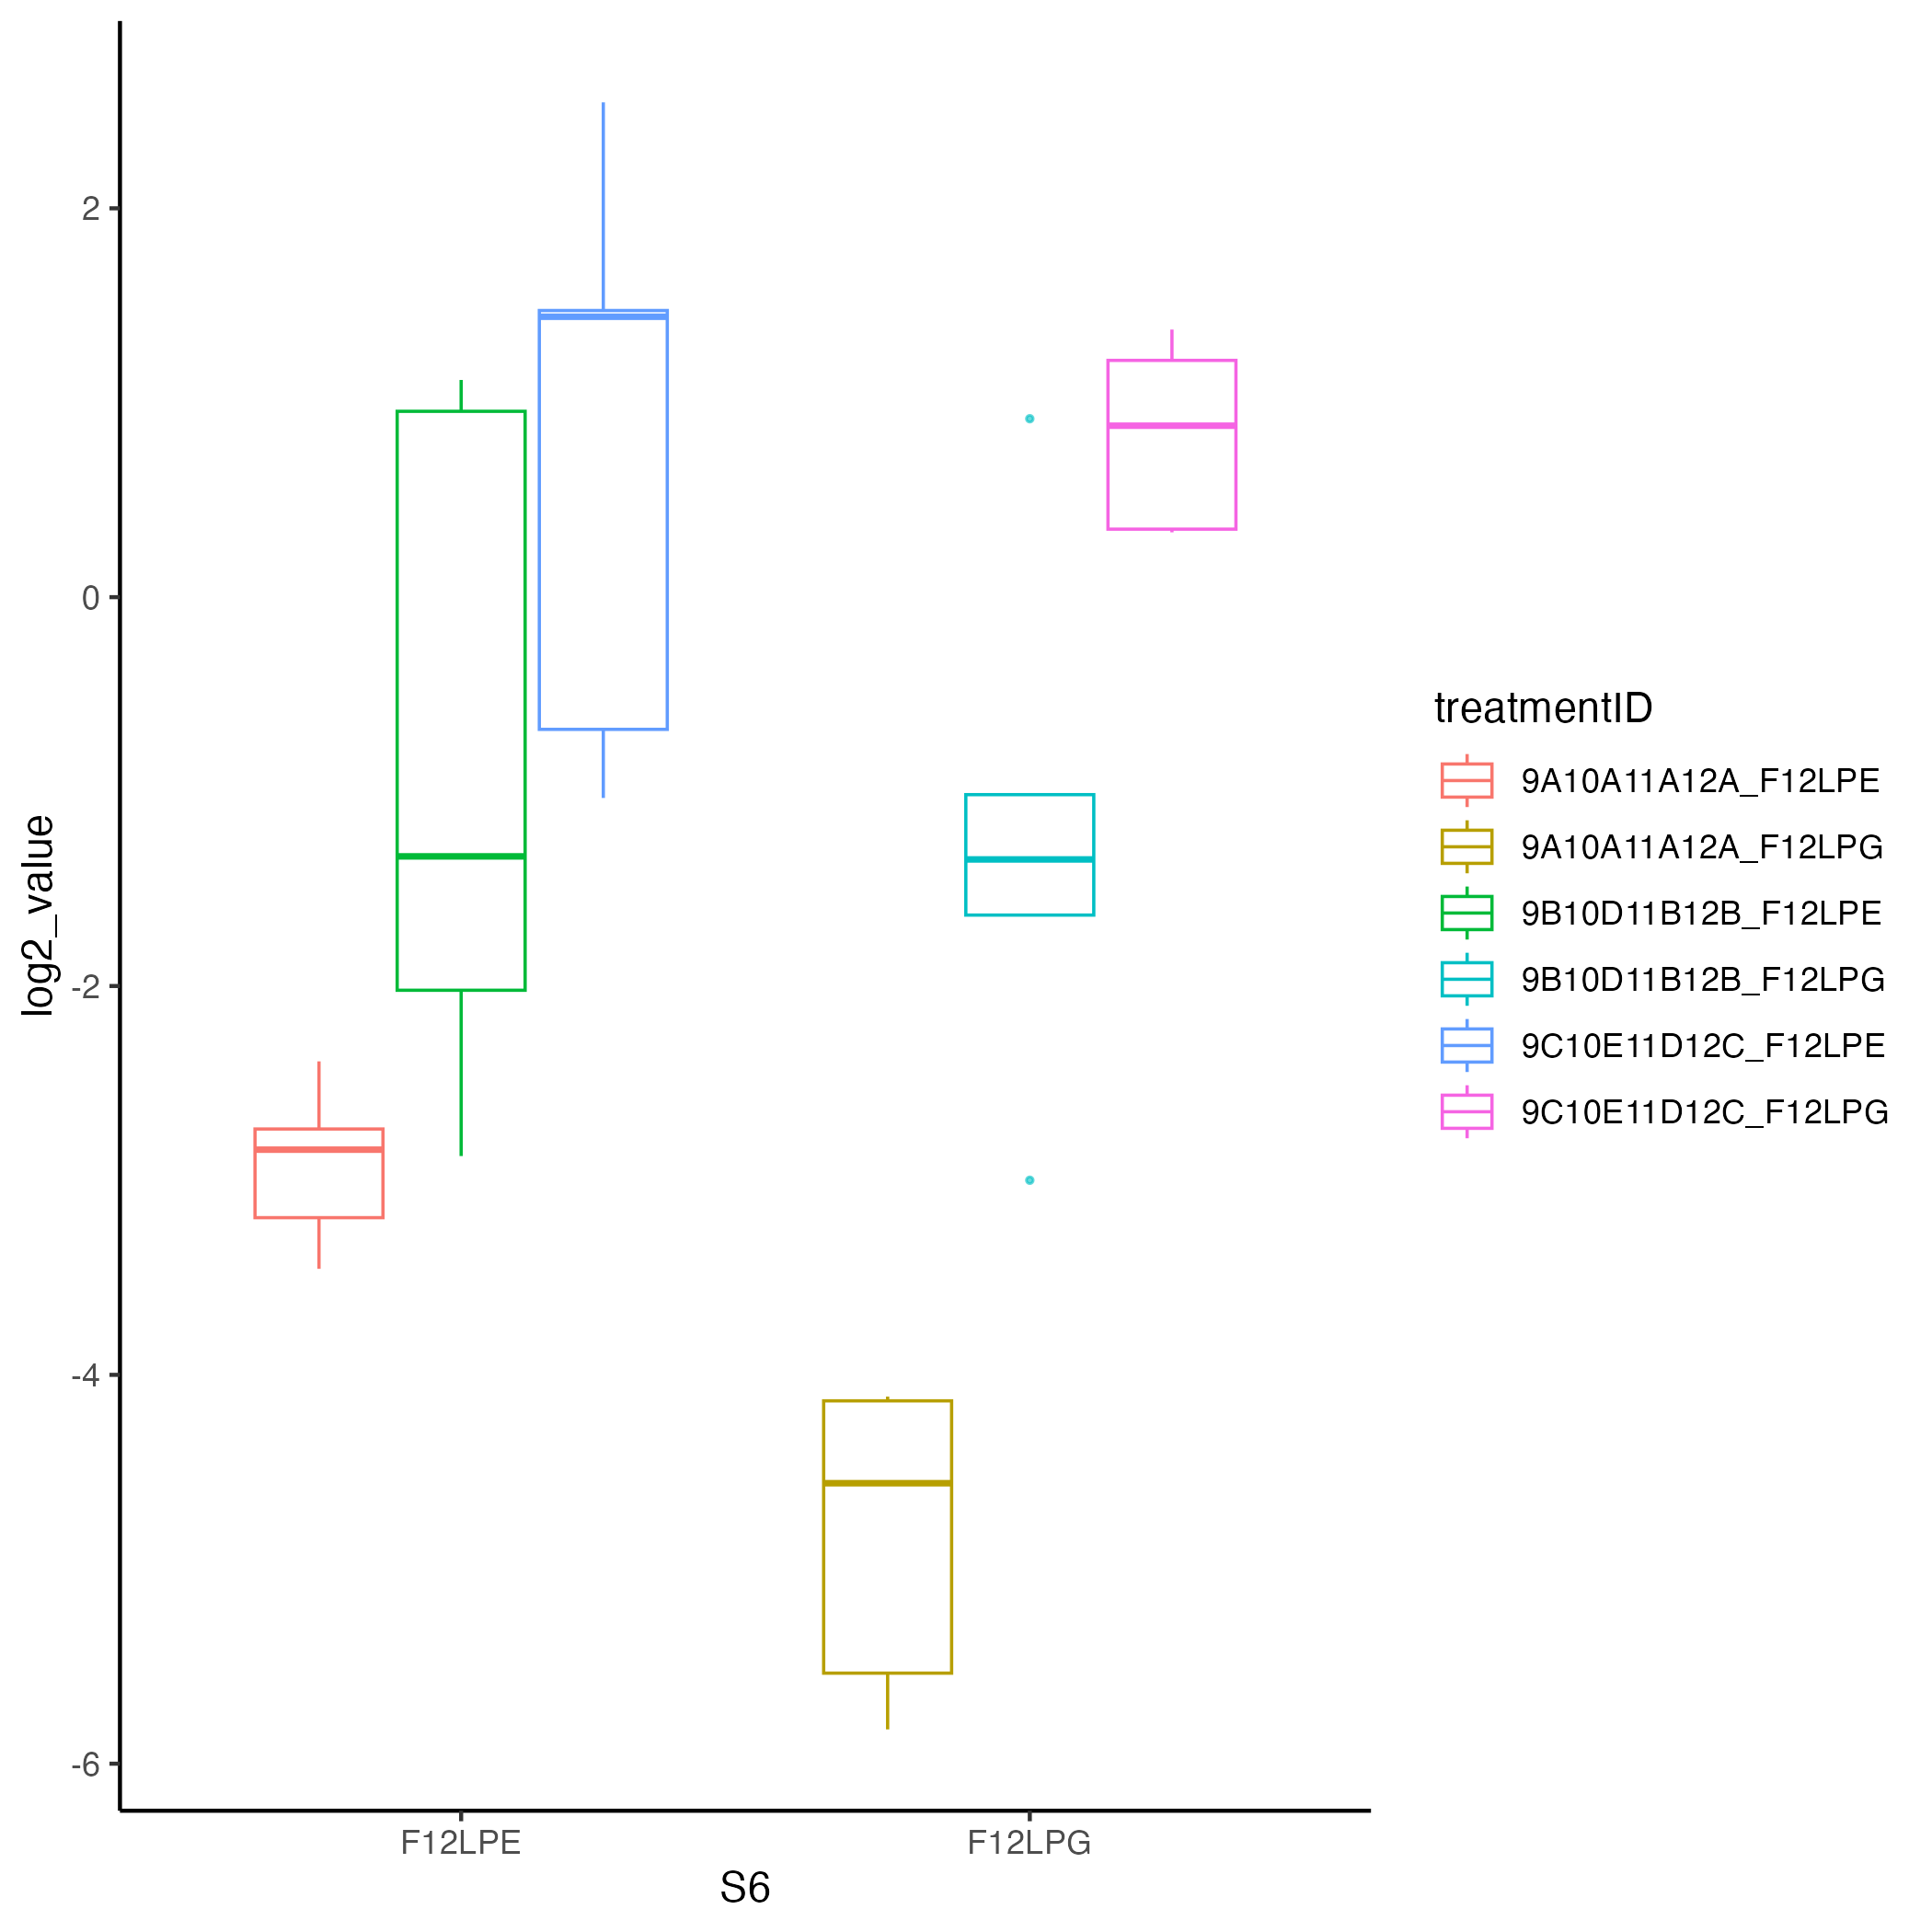 log2_value
2
0
-2
-4
-6
F12LPE
F12LPG
S6
treatmentID
9A10A11A12A_F12LPE
9A10A11A12A_F12LPG
9B10D11B12B_F12LPE
9B10D11B12B_F12LPG
9C10E11D12C_F12LPE
9C10E11D12C_F12LPG